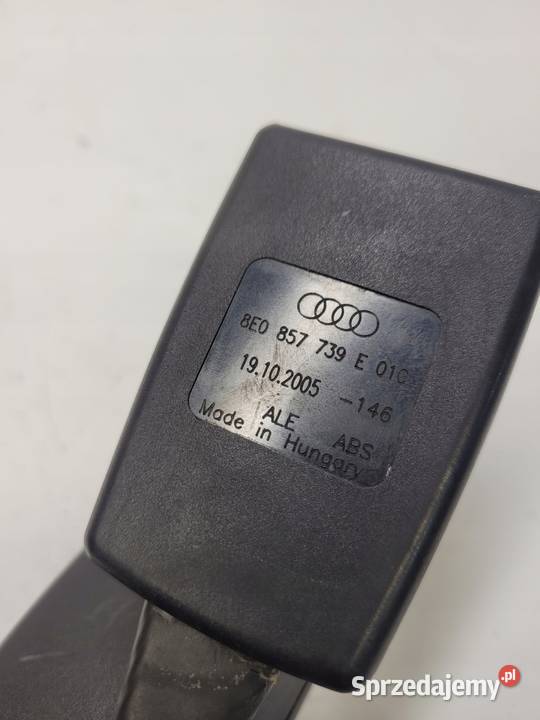 8E0 857 739 E 01C
19.10.2005 -146
ALE ABS
Made in Hungary
Sprzedajemy.pl